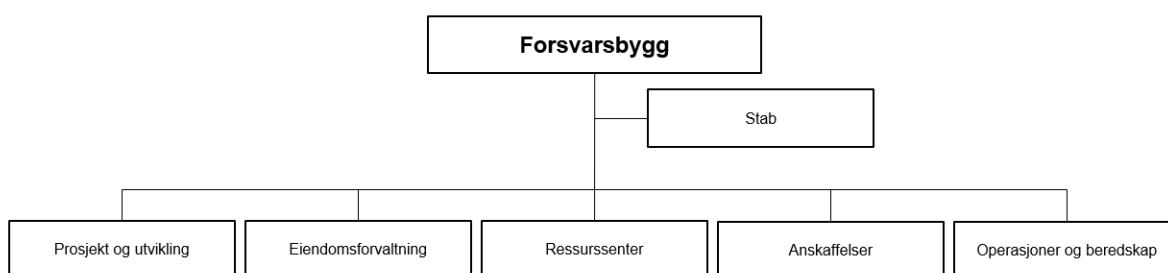 Forsvarsbygg
Stab
Prosjekt og utvikling
Eiendomsforvaltning
Ressurssenter
Anskaffelser
Operasjoner og beredskap